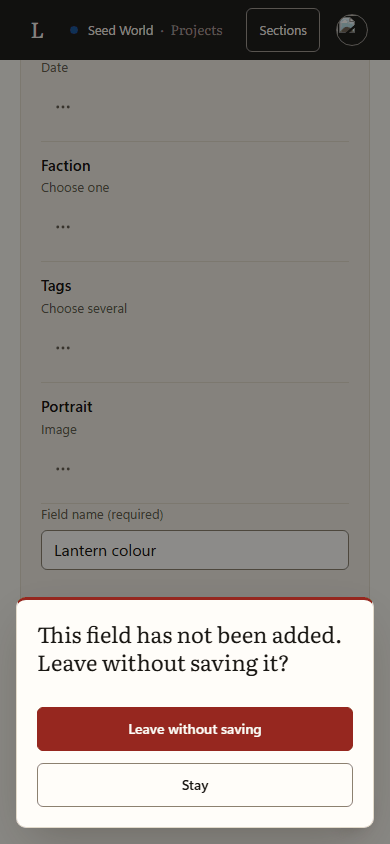 L
Seed World · Projects
Sections
Date
...
Faction
Choose one
...
Tags
Choose several
...
Portrait
Image
...
Field name (required)
Lantern colour
This field has not been added.
Leave without saving it?
Leave without saving
Stay